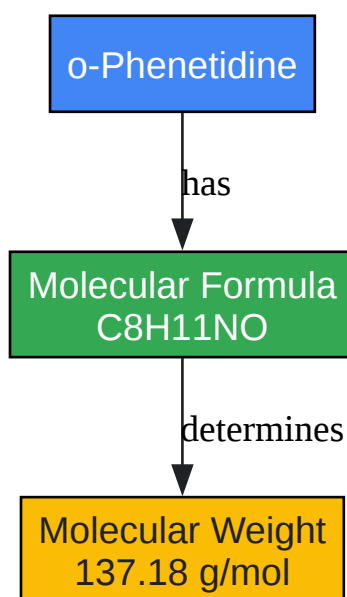 o-Phenetidine
has
Molecular Formula
C8H11NO
determines
Molecular Weight
137.18 g/mol